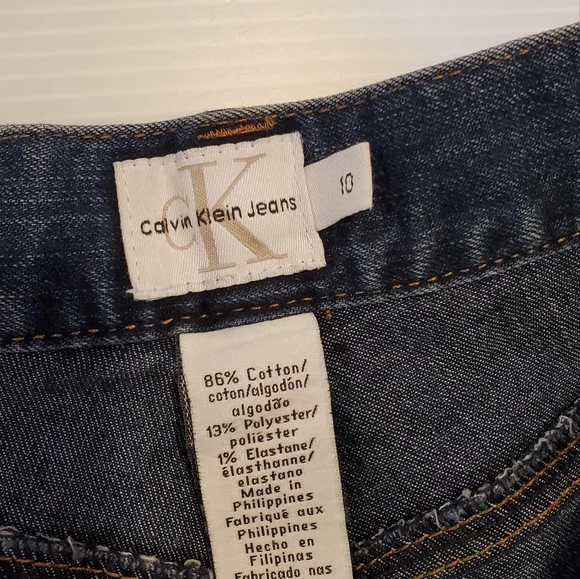 cK
Calvin Klein Jeans
10
86% Cotton/
coton/algodón/
algodão
13% Polyester/
poliéster
1% Elastane/
élasthanne/
elastano
Made in
Philippines
Fabriqué aux
Philippines
Hecho en
Filipinas
Fabricado nas